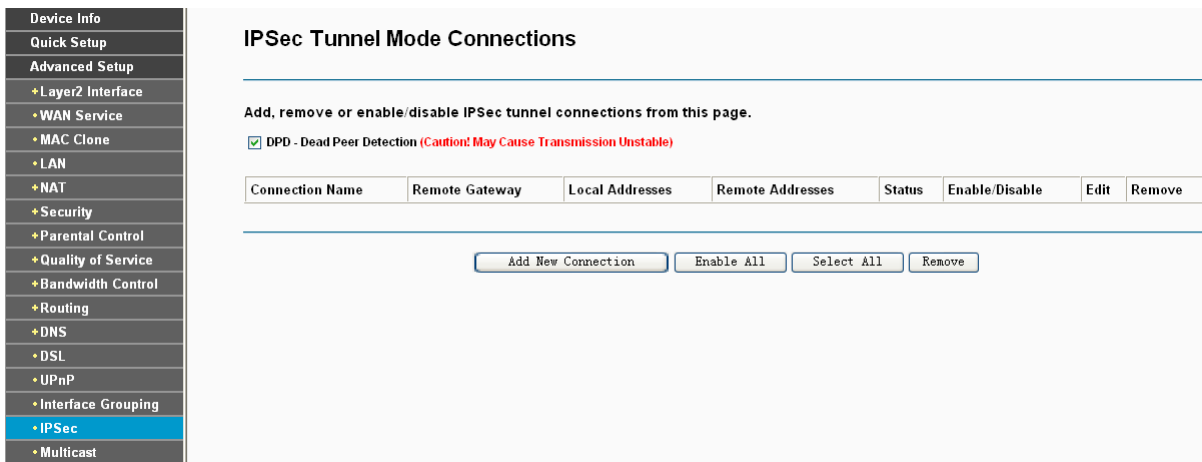 Device Info
Quick Setup
Advanced Setup
+Layer2 Interface
•WAN Service
•MAC Clone
•LAN
+NAT
+Security
+Parental Control
+Quality of Service
+Bandwidth Control
+Routing
+DNS
•DSL
•UPnP
•Interface Grouping
•IPSec
•Multicast
IPSec Tunnel Mode Connections
Add, remove or enable/disable IPSec tunnel connections from this page.
DPD - Dead Peer Detection (Caution! May Cause Transmission Unstable)
Connection Name Remote Gateway Local Addresses Remote Addresses Status Enable/Disable Edit Remove
Add New Connection Enable All Select All Remove